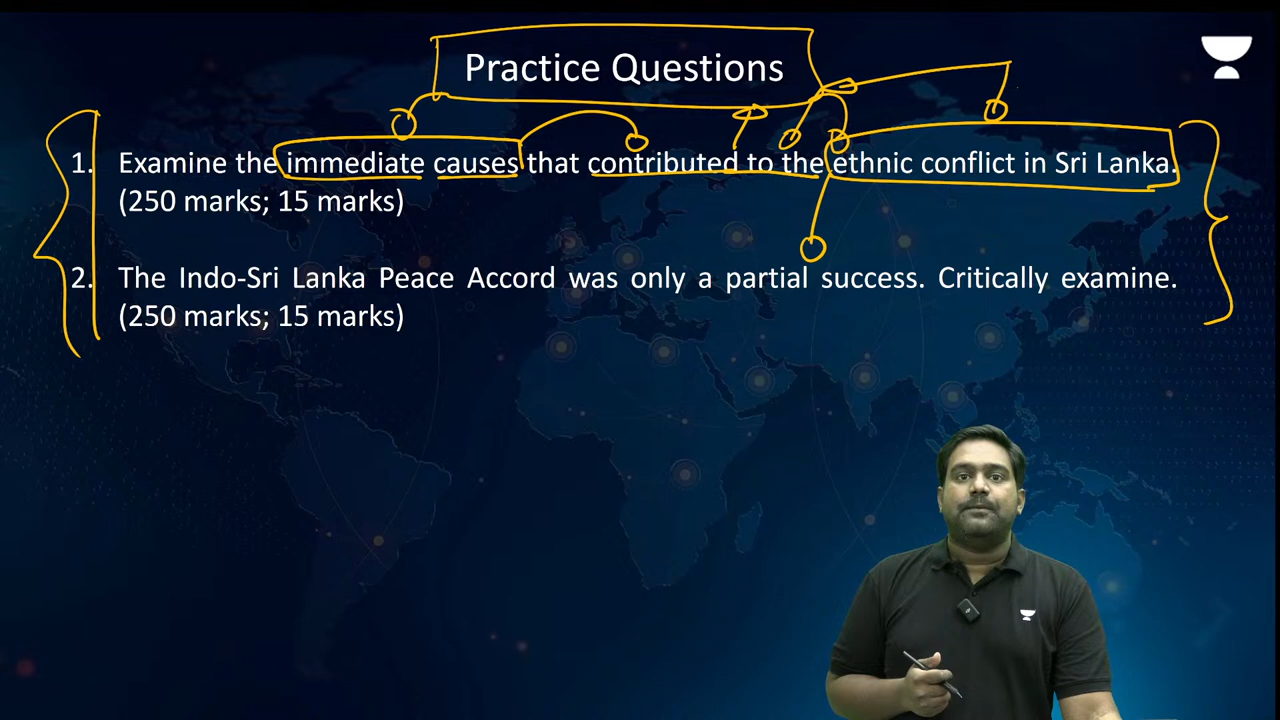 Practice Questions
1. Examine the immediate causes that contributed to the ethnic conflict in Sri Lanka.
(250 marks; 15 marks)
2. The Indo-Sri Lanka Peace Accord was only a partial success. Critically examine.
(250 marks; 15 marks)